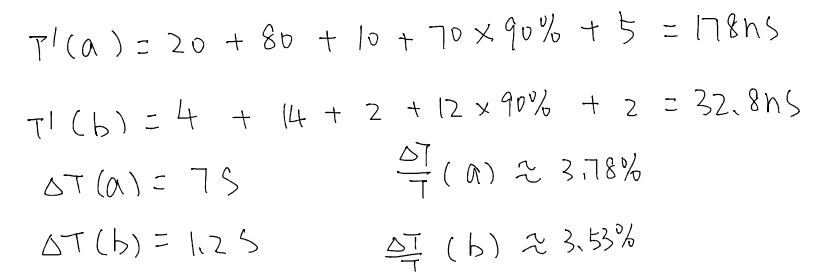 T'(a) = 20 + 80 + 10 + 70 × 90% + 5 = 178ns
T'(b) = 4 + 14 + 2 + 12 × 90% + 2 = 32.8ns
ΔT(a) = 7s ΔT/T (a) ≈ 3.78%
ΔT(b) = 1.2s ΔT/T (b) ≈ 3.53%